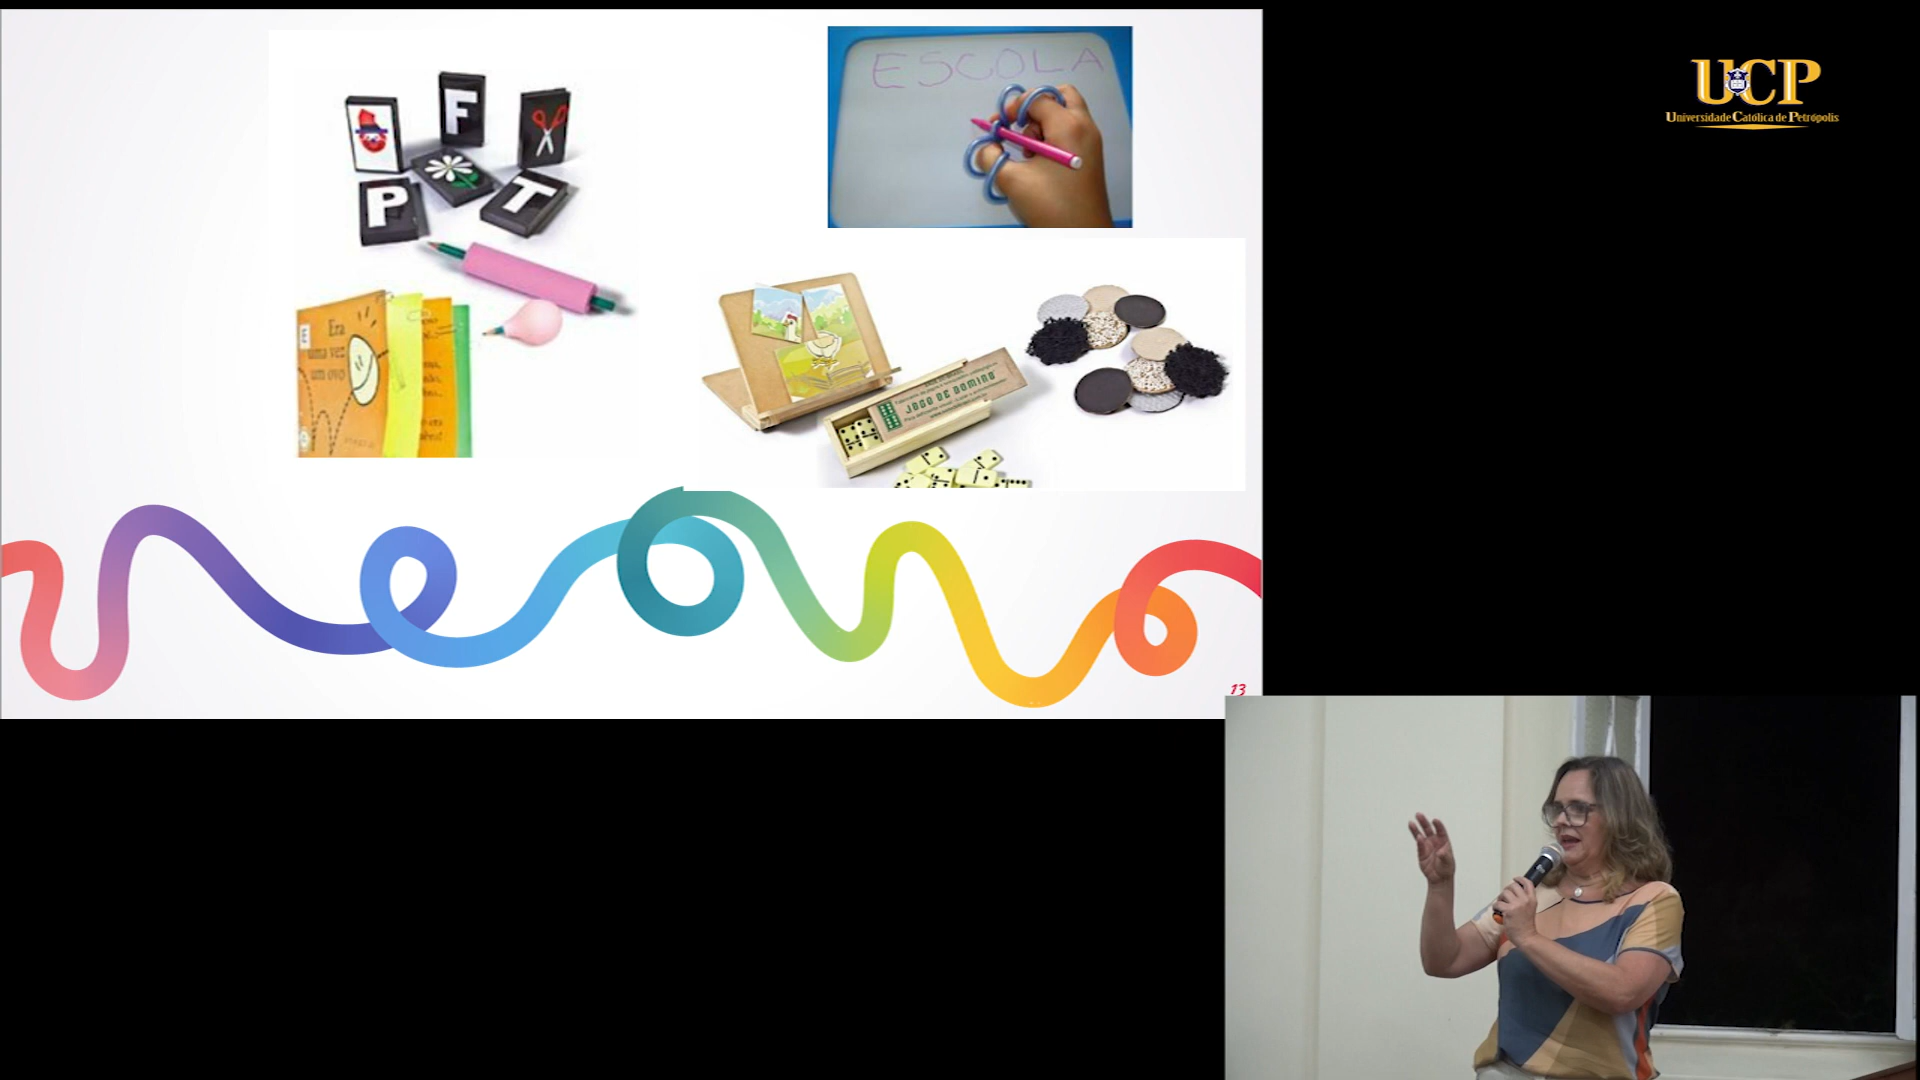 F
P
T
Era
uma vez
um ovo
ESCOLA
JOGO DE DOMINÓ
13
UCP
Universidade Católica de Petrópolis